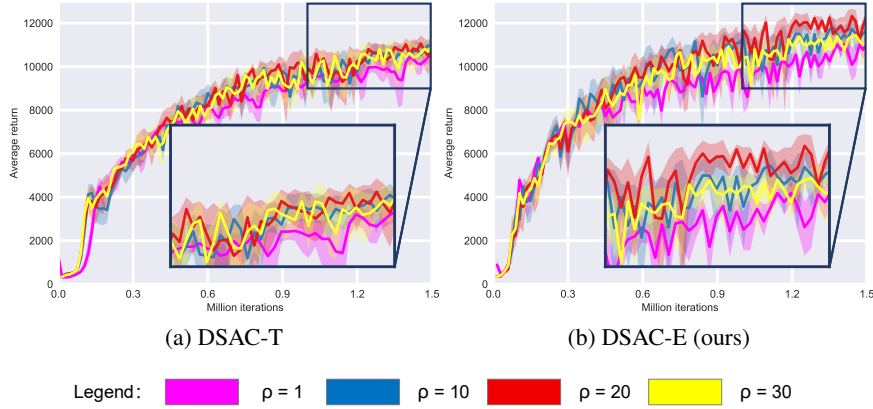 12000
10000
8000
6000
4000
2000
0
Average return
0.0 0.3 0.6 0.9 1.2 1.5
Million iterations
(a) DSAC-T
12000
10000
8000
6000
4000
2000
0
Average return
0.0 0.3 0.6 0.9 1.2 1.5
Million iterations
(b) DSAC-E (ours)
Legend: ρ = 1 ρ = 10 ρ = 20 ρ = 30